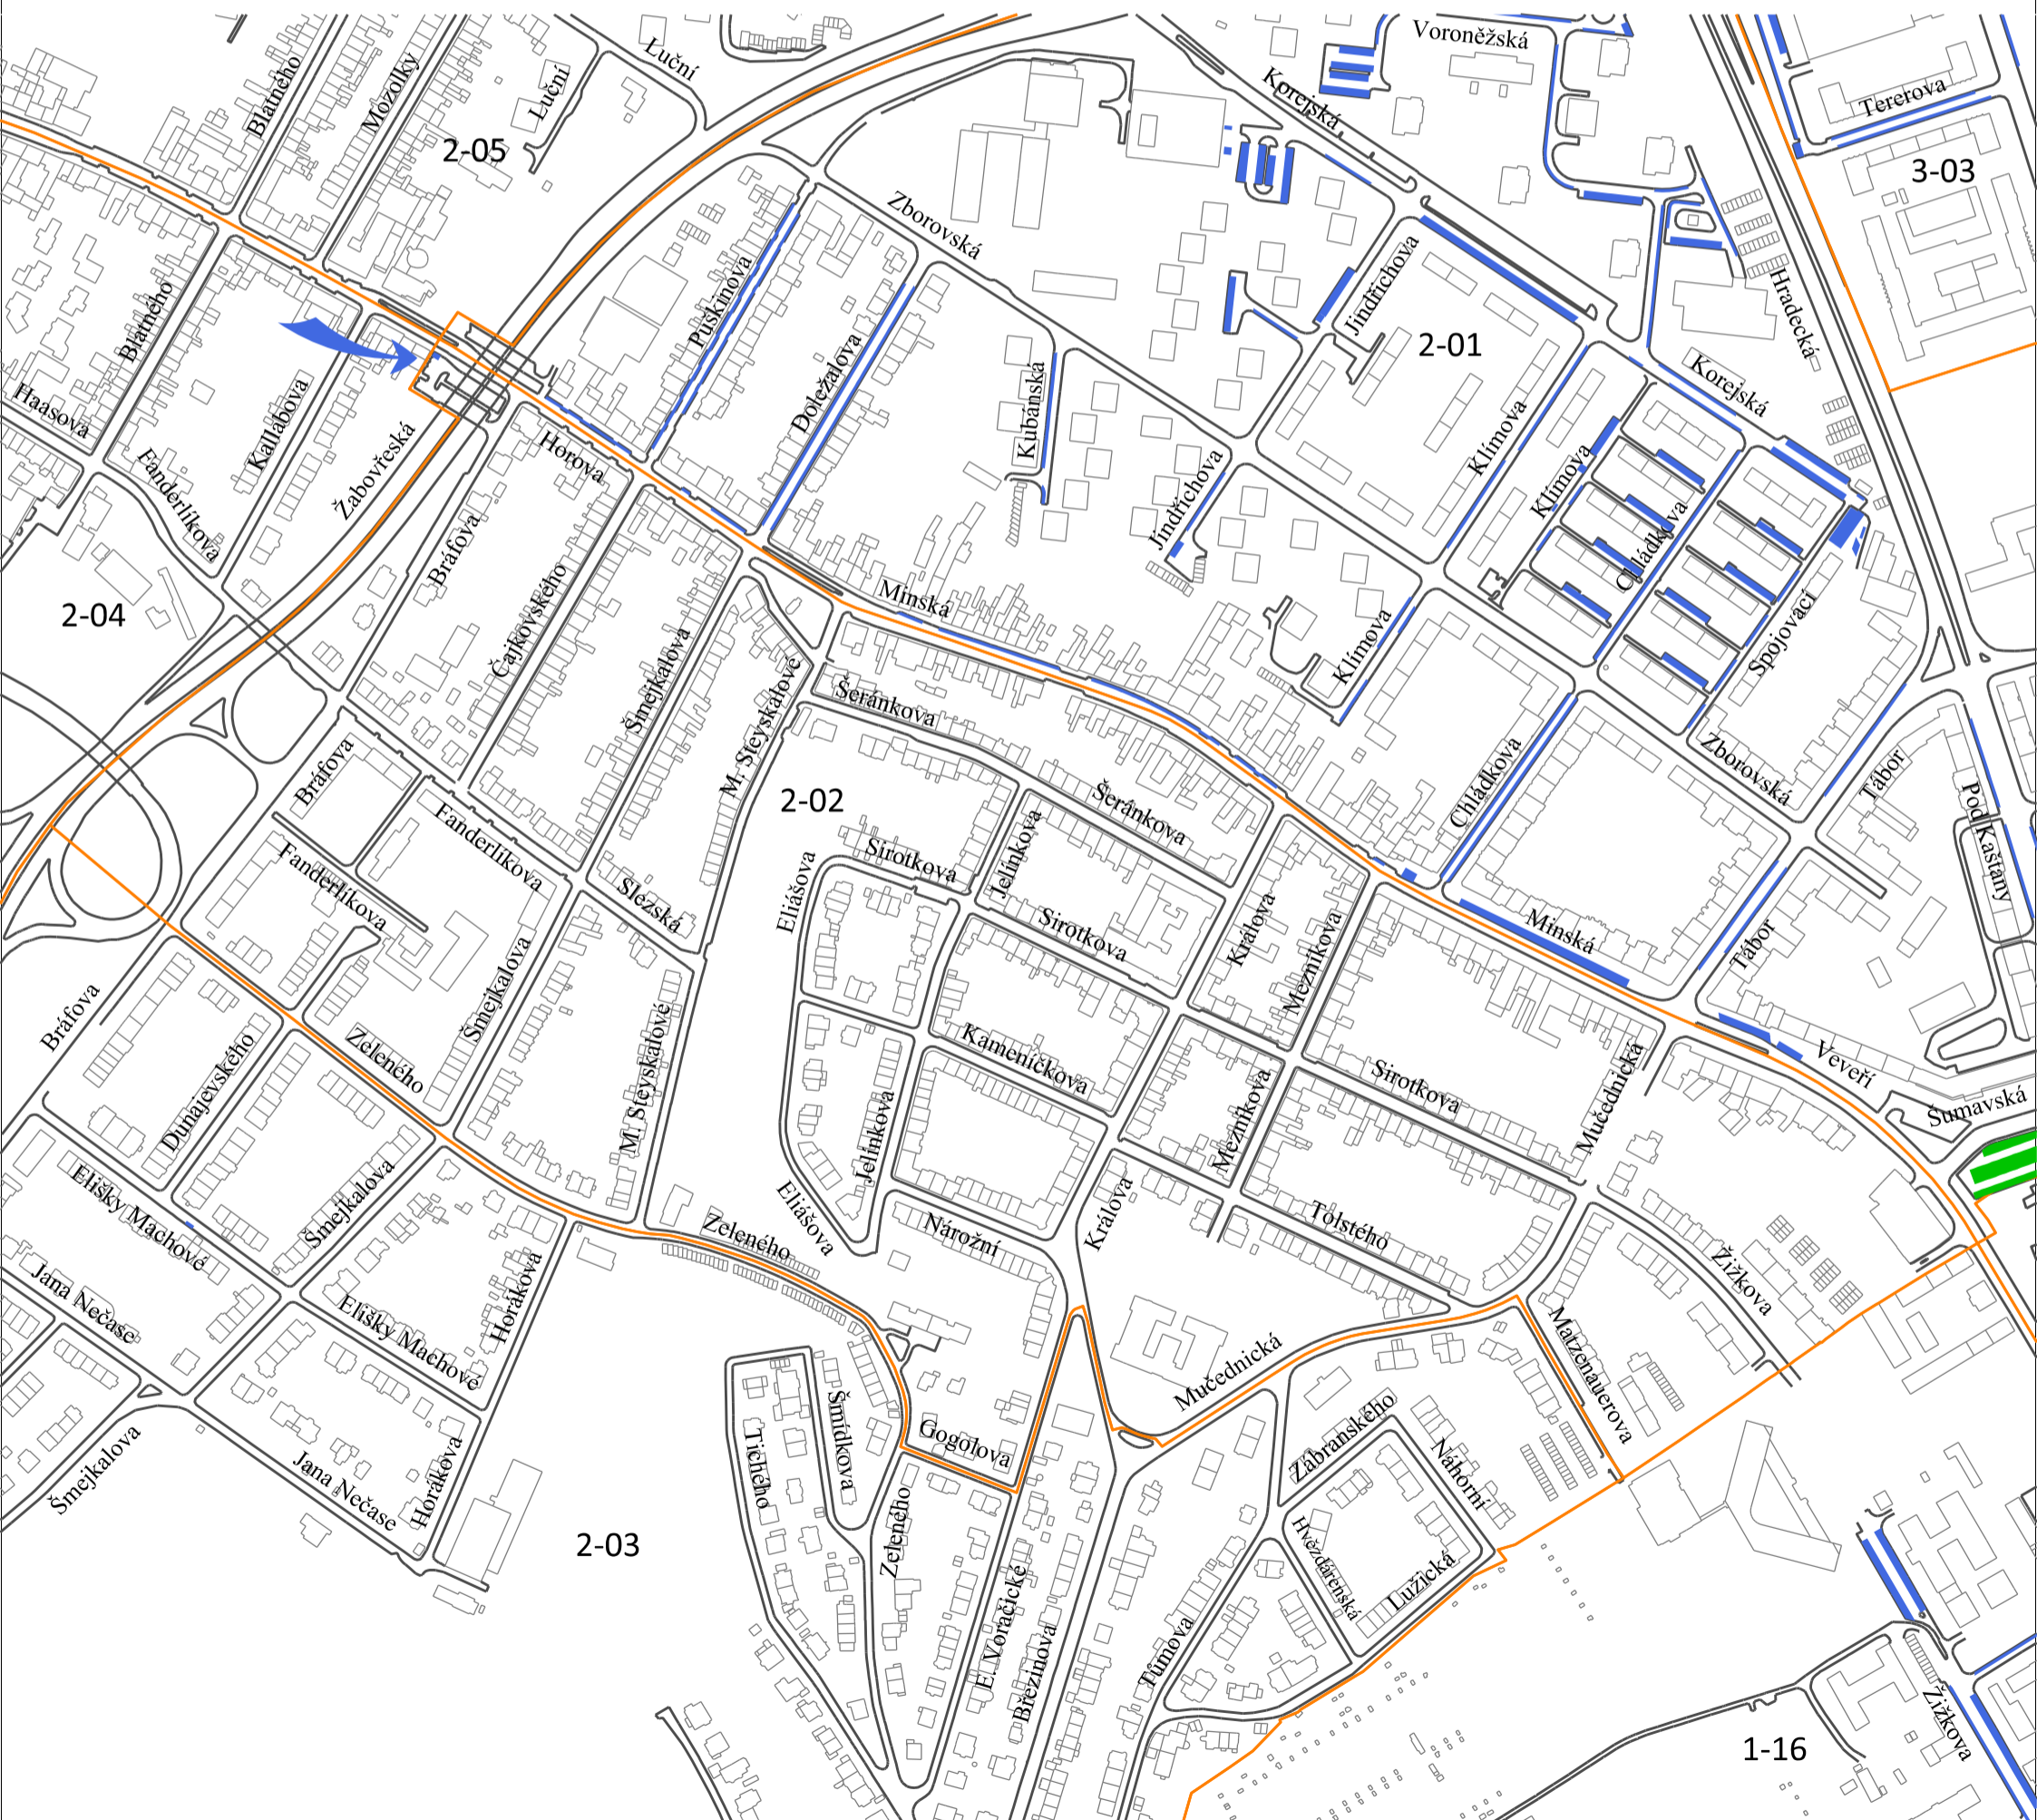 Voroněžská
Luční
Blatného
Mozolky
Luční
Korejská
Tererova
2-05
3-03
Zborovská
Puškinova
Jindřichova
Hradecká
Blatného
2-01
Doležalova
Korejská
Haasova
Kallabova
Kubánská
Klímova
Žabovřeská
Horova
Klímova
Fanderlíkova
Jindřichova
Bráfova
Chládkova
2-04
Čajkovského
Minská
Klímova
Spojovací
Šmejkalova
M. Steyskalové
Šeránkova
Zborovská
Bráfova
Chládkova
Tábor
2-02
Šeránkova
Pod Kaštany
Fanderlíkova
Jelínkova
Sirotkova
Fanderlíkova
Eliášova
Slezská
Sirotkova
Králova
Mezníkova
Minská
Tábor
Šmejkalova
Bráfova
Zeleného
Kameníčkova
Veveří
Dunajevského
M. Steyskalové
Sirotkova
Mučednická
Šumavská
Jelínkova
Mezníkova
Elišky Machové
Šmejkalova
Eliášova
Zeleného
Nárožní
Králova
Tolstého
Žižkova
Jana Nečase
Horákova
Elišky Machové
Mučednická
Matzenauerova
Šmejkalova
Jana Nečase
Horákova
Tichého
Šmídkova
Gogolova
Zábranského
Náhorní
Zeleného
Hvězdárenská
2-03
Lužická
E. Voračické
Březinova
Tůmova
Žižkova
1-16